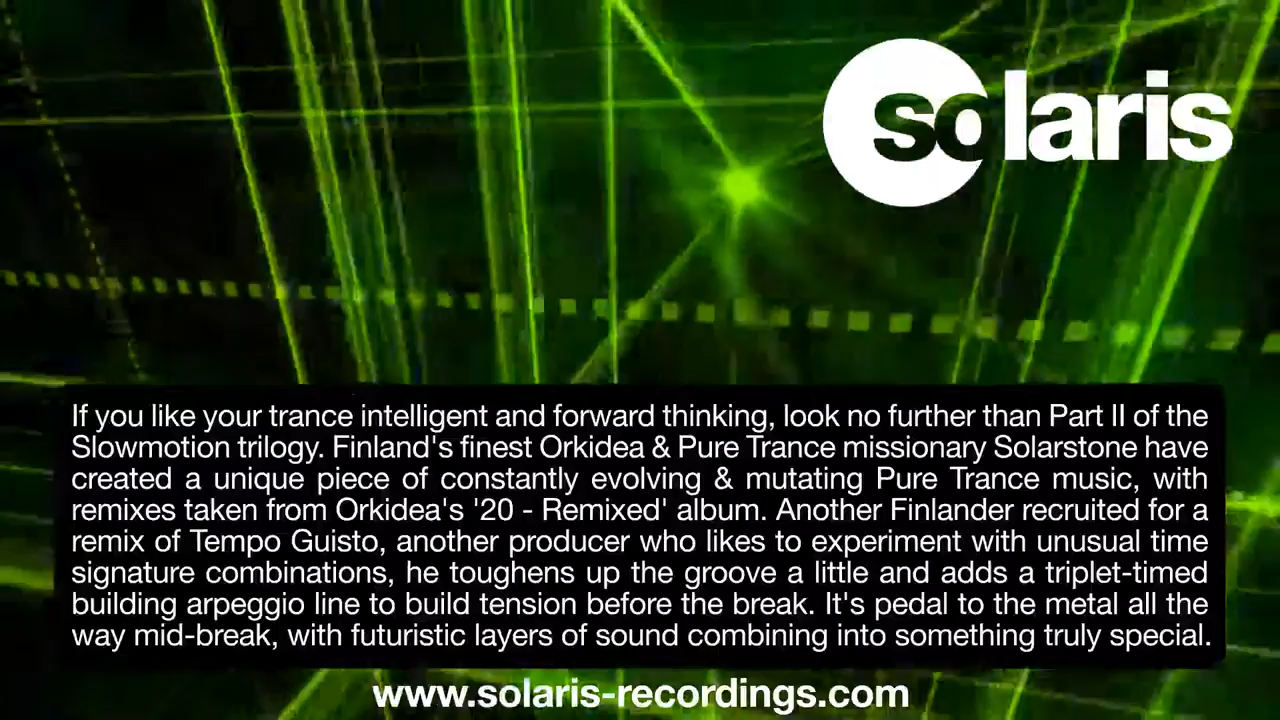 solaris
If you like your trance intelligent and forward thinking, look no further than Part II of the
Slowmotion trilogy. Finland's finest Orkidea & Pure Trance missionary Solarstone have
created a unique piece of constantly evolving & mutating Pure Trance music, with
remixes taken from Orkidea's '20 - Remixed' album. Another Finlander recruited for a
remix of Tempo Guisto, another producer who likes to experiment with unusual time
signature combinations, he toughens up the groove a little and adds a triplet-timed
building arpeggio line to build tension before the break. It's pedal to the metal all the
way mid-break, with futuristic layers of sound combining into something truly special.
www.solaris-recordings.com